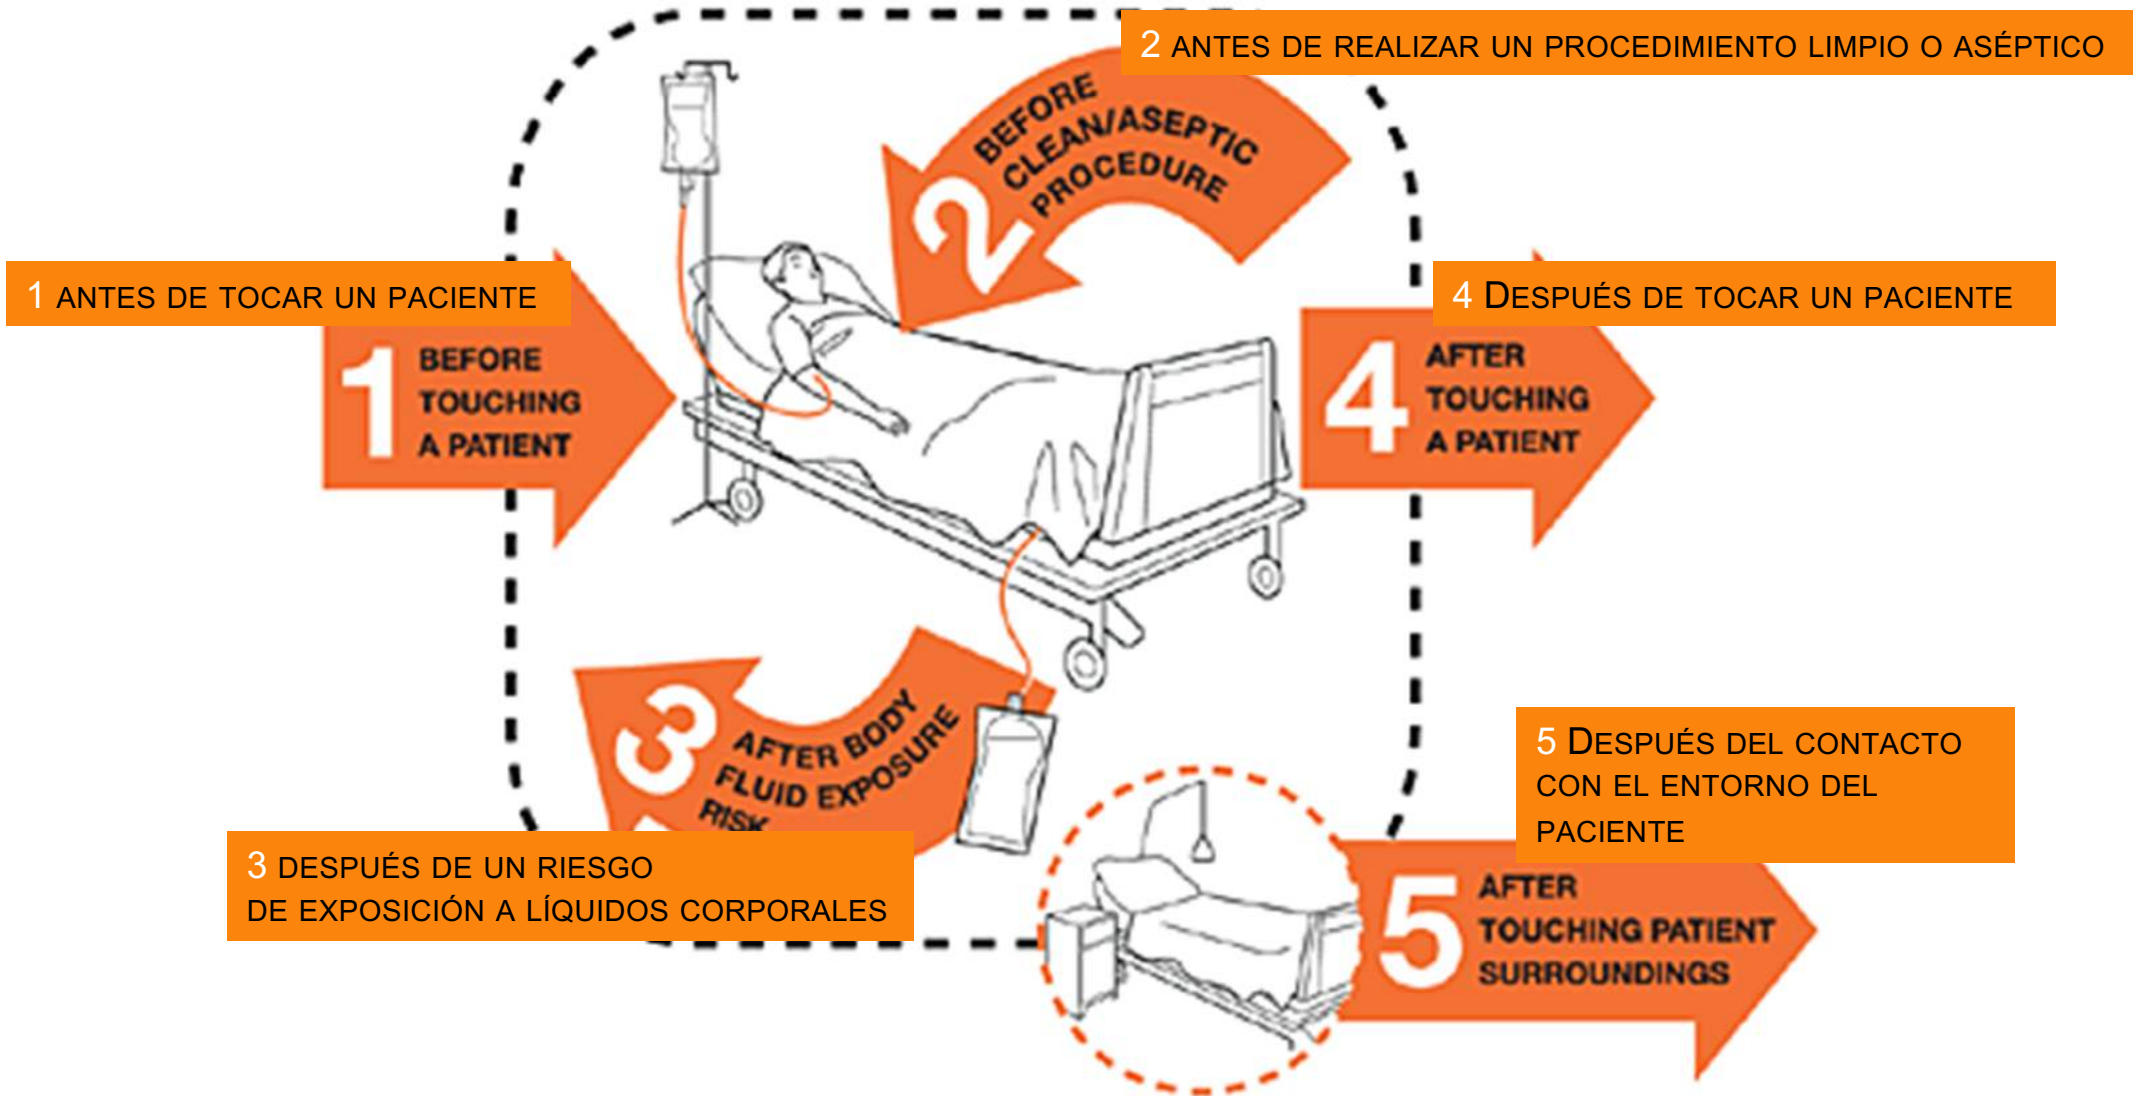 2 ANTES DE REALIZAR UN PROCEDIMIENTO LIMPIO O ASÉPTICO
BEFORE
CLEAN/ASEPTIC
PROCEDURE
2
1 ANTES DE TOCAR UN PACIENTE
1
BEFORE
TOUCHING
A PATIENT
4 DESPUÉS DE TOCAR UN PACIENTE
4
AFTER
TOUCHING
A PATIENT
3
AFTER BODY
FLUID EXPOSURE
RISK
3 DESPUÉS DE UN RIESGO
DE EXPOSICIÓN A LÍQUIDOS CORPORALES
5 DESPUÉS DEL CONTACTO
CON EL ENTORNO DEL
PACIENTE
5
AFTER
TOUCHING PATIENT
SURROUNDINGS